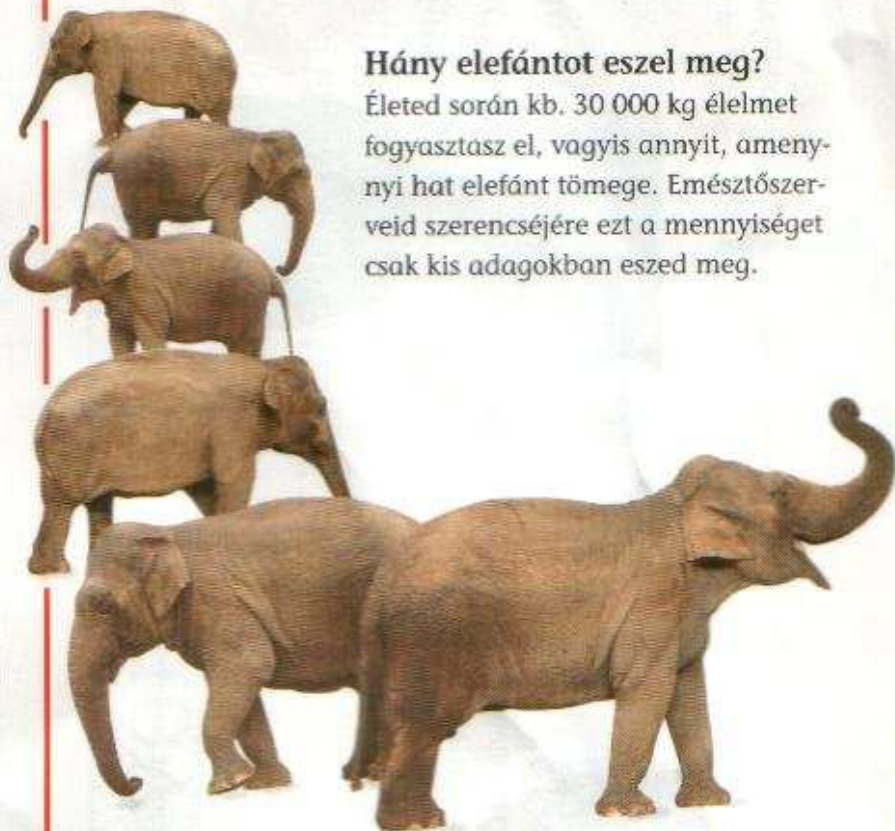 Hány elefántot eszel meg?
Életed során kb. 30 000 kg élelmet
fogyasztasz el, vagyis annyit, ameny-
nyi hat elefánt tömege. Emésztőszer-
veid szerencséjére ezt a mennyiséget
csak kis adagokban eszed meg.